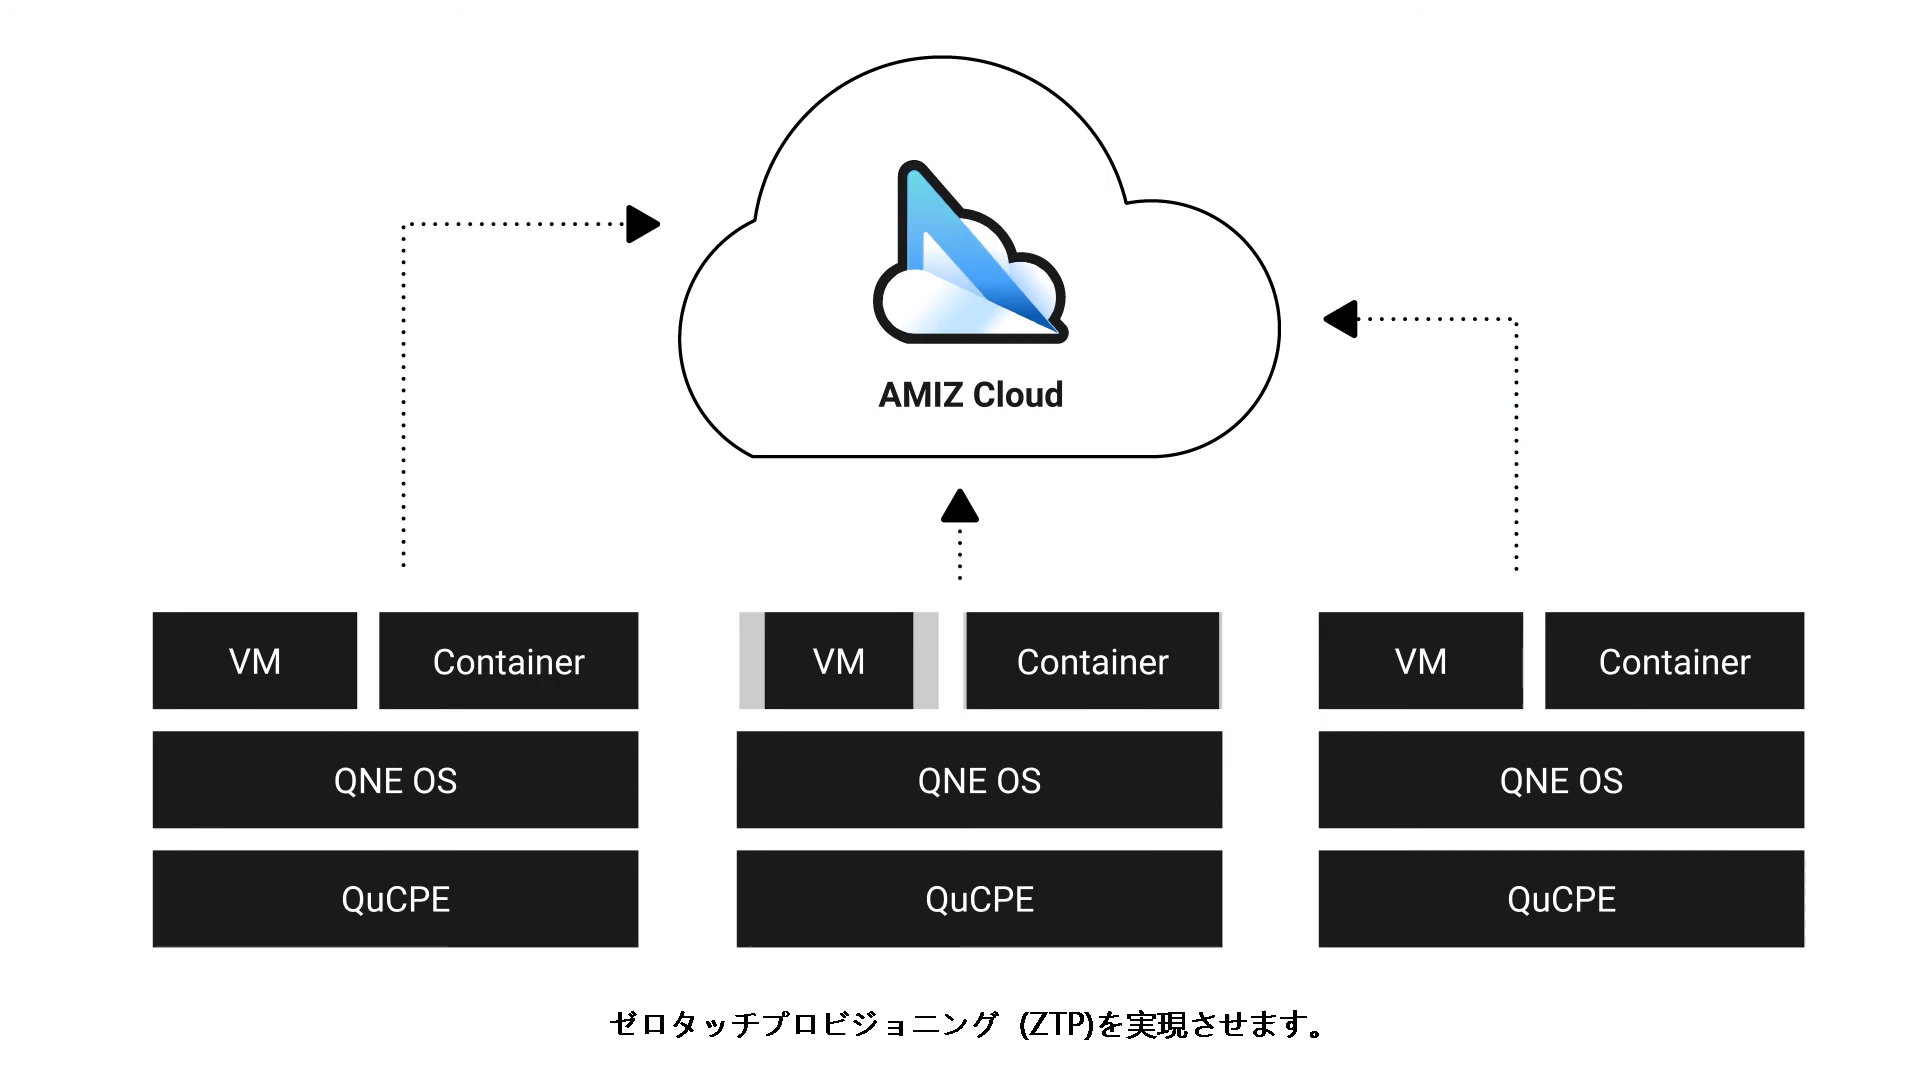 AMIZ Cloud
VM Container VM Container VM Container
QNE OS QNE OS QNE OS
QuCPE QuCPE QuCPE
ゼロタッチプロビジョニング (ZTP)を実現させます。